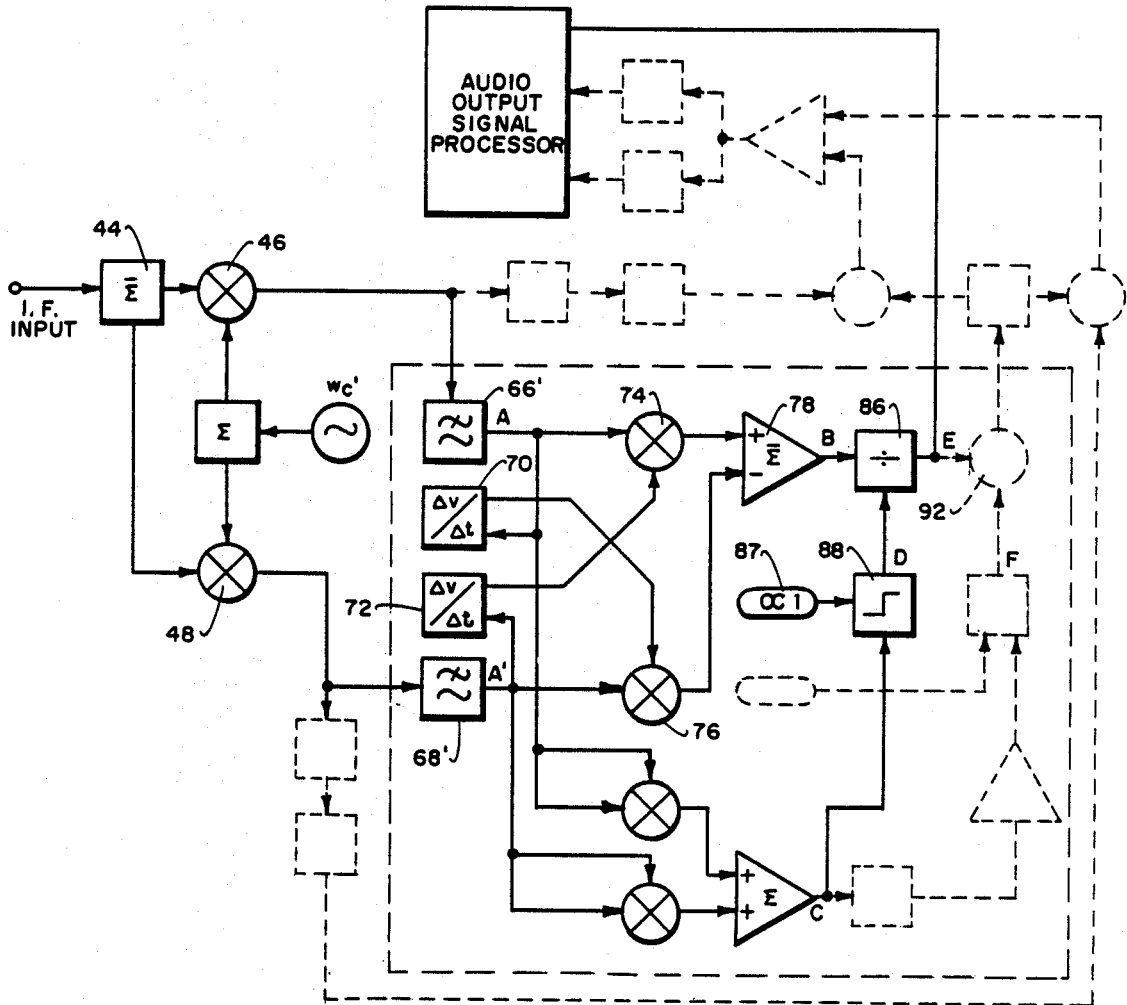 AUDIO
OUTPUT
SIGNAL
PROCESSOR
44
46
Σ̄
I.F.
INPUT
Σ
wc'
48
66'
A
70
Δv/Δt
72
Δv/Δt
A'
68'
74
76
+
Σ̄
-
78
B
86
÷
E
92
87
∝ 1
88
D
F
+
Σ
+
C